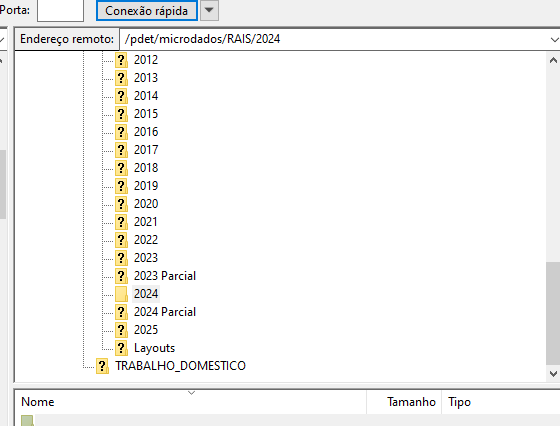 Porta: Conexão rápida
Endereço remoto: /pdet/microdados/RAIS/2024
2012
2013
2014
2015
2016
2017
2018
2019
2020
2021
2022
2023
2023 Parcial
2024
2024 Parcial
2025
Layouts
TRABALHO_DOMESTICO
Nome Tamanho Tipo